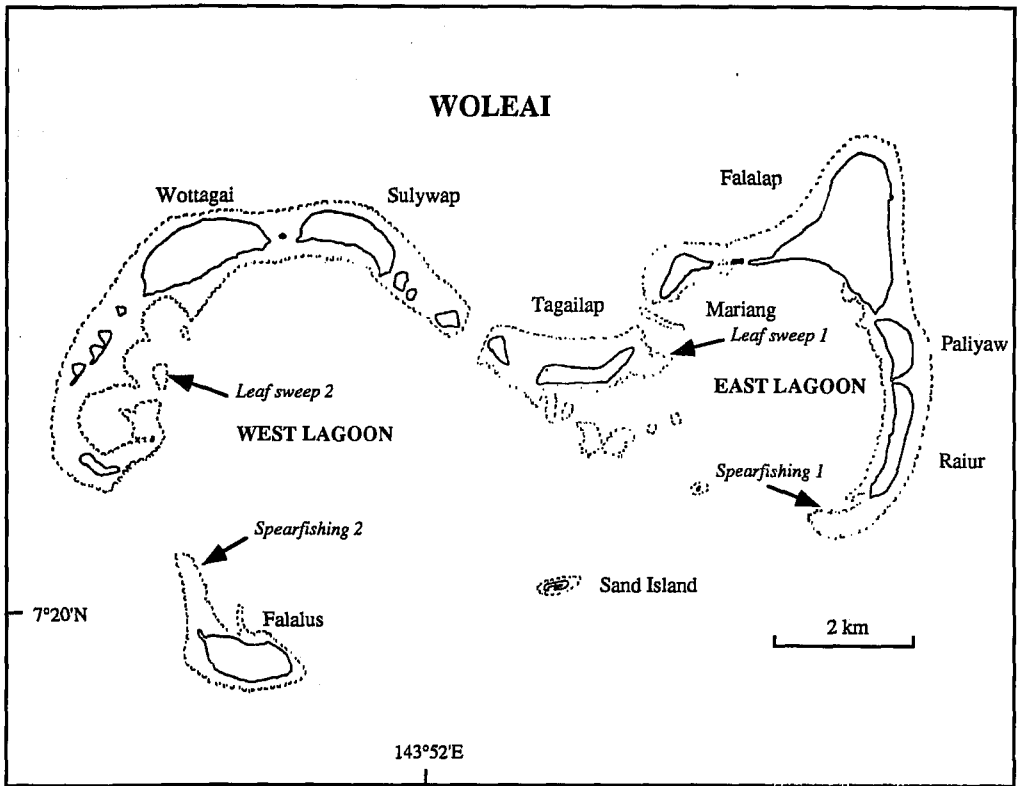 WOLEAI
Falalap
Wottagai
Sulywap
Tagailap
Mariang
Leaf sweep 1
Paliyaw
EAST LAGOON
Leaf sweep 2
WEST LAGOON
Raiur
Spearfishing 1
Spearfishing 2
Sand Island
7°20'N
Falalus
2 km
143°52'E